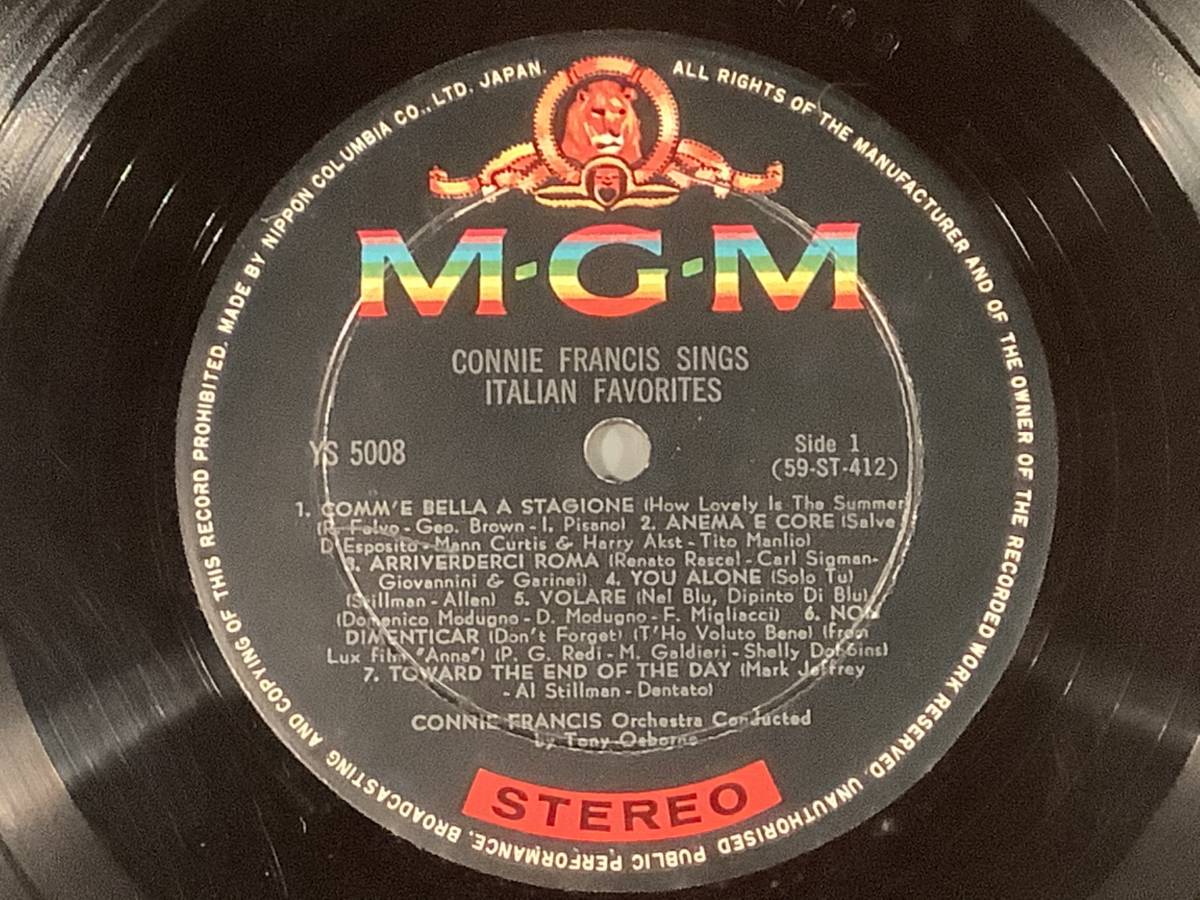 MADE BY NIPPON COLUMBIA CO., LTD. JAPAN.
ALL RIGHTS OF THE MANUFACTURER AND OF THE OWNER OF THE RECORDED WORK RESERVED. UNAUTHORISED PUBLIC PERFORMANCE, BROADCASTING AND COPYING OF THIS RECORD PROHIBITED.
M-G-M
CONNIE FRANCIS SINGS
ITALIAN FAVORITES
YS 5008
Side 1
(59-ST-412)
1. COMM'E BELLA A STAGIONE (How Lovely Is The Summer
(R. Falvo - Geo. Brown - I. Pisano) 2. ANEMA E CORE (Salve
D'Esposito - Mann Curtis & Harry Akst - Tito Manlio)
3. ARRIVERDERCI ROMA (Renato Rascel - Carl Sigman-
Giovannini & Garinei) 4. YOU ALONE (Solo Tu)
(Stillman - Allen) 5. VOLARE (Nel Blu, Dipinto Di Blu)
(Domenico Modugno - D. Modugno - F. Migliacci) 6. NON
DIMENTICAR (Don't Forget) (T'Ho Voluto Bene) (from
Lux film "Anna") (P. G. Redi - M. Galdieri - Shelly Dobbins)
7. TOWARD THE END OF THE DAY (Mark Jeffrey
- Al Stillman - Dentato)
CONNIE FRANCIS Orchestra Conducted
by Tony Osborne
STEREO